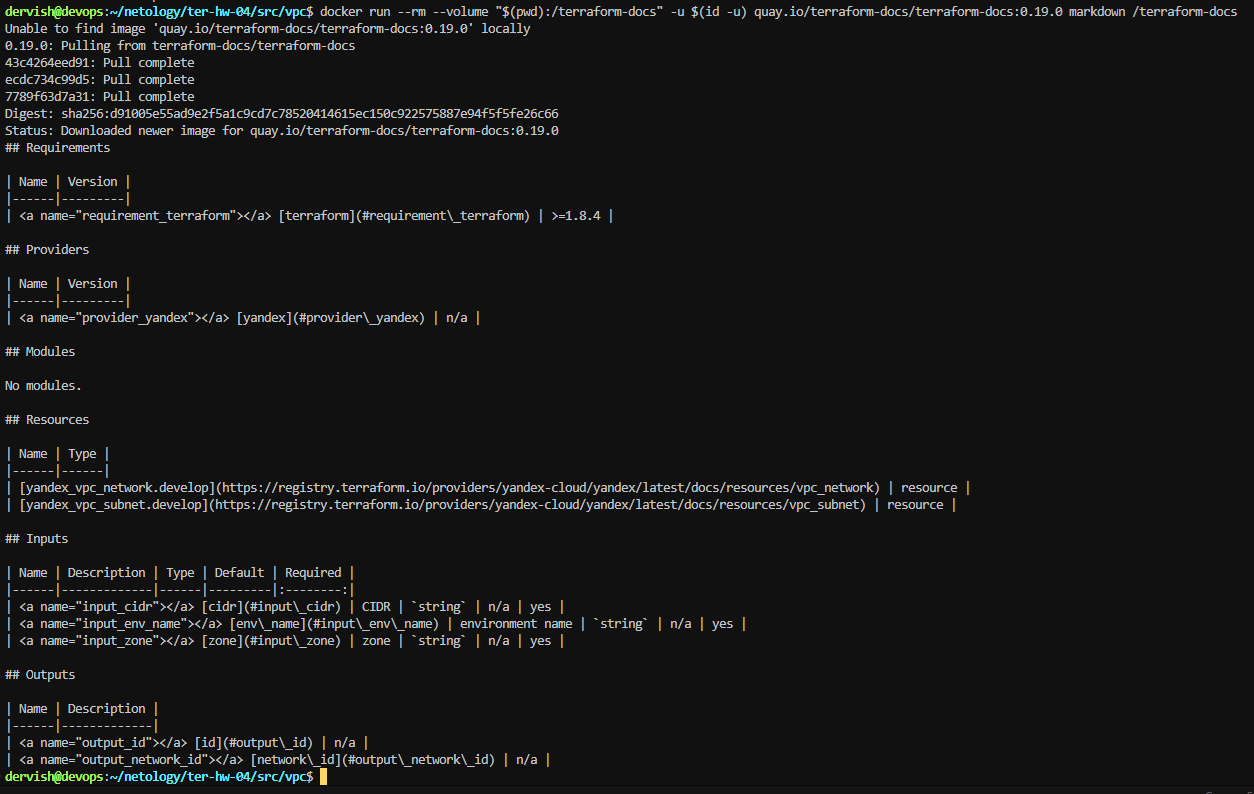 dervish@devops:~/netology/ter-hw-04/src/vpc$ docker run --rm --volume "$(pwd):/terraform-docs" -u $(id -u) quay.io/terraform-docs/terraform-docs:0.19.0 markdown /terraform-docs
Unable to find image 'quay.io/terraform-docs/terraform-docs:0.19.0' locally
0.19.0: Pulling from terraform-docs/terraform-docs
43c4264eed91: Pull complete
ecdc734c99d5: Pull complete
7789f63d7a31: Pull complete
Digest: sha256:d91005e55ad9e2f5a1c9cd7c78520414615ec150c922575887e94f5f5fe26c66
Status: Downloaded newer image for quay.io/terraform-docs/terraform-docs:0.19.0
## Requirements

| Name | Version |
|------|---------|
| <a name="requirement_terraform"></a> [terraform](#requirement\_terraform) | >=1.8.4 |

## Providers

| Name | Version |
|------|---------|
| <a name="provider_yandex"></a> [yandex](#provider\_yandex) | n/a |

## Modules

No modules.

## Resources

| Name | Type |
|------|------|
| [yandex_vpc_network.develop](https://registry.terraform.io/providers/yandex-cloud/yandex/latest/docs/resources/vpc_network) | resource |
| [yandex_vpc_subnet.develop](https://registry.terraform.io/providers/yandex-cloud/yandex/latest/docs/resources/vpc_subnet) | resource |

## Inputs

| Name | Description | Type | Default | Required |
|------|-------------|------|---------|:--------:|
| <a name="input_cidr"></a> [cidr](#input\_cidr) | CIDR | `string` | n/a | yes |
| <a name="input_env_name"></a> [env\_name](#input\_env\_name) | environment name | `string` | n/a | yes |
| <a name="input_zone"></a> [zone](#input\_zone) | zone | `string` | n/a | yes |

## Outputs

| Name | Description |
|------|-------------|
| <a name="output_id"></a> [id](#output\_id) | n/a |
| <a name="output_network_id"></a> [network\_id](#output\_network\_id) | n/a |
dervish@devops:~/netology/ter-hw-04/src/vpc$